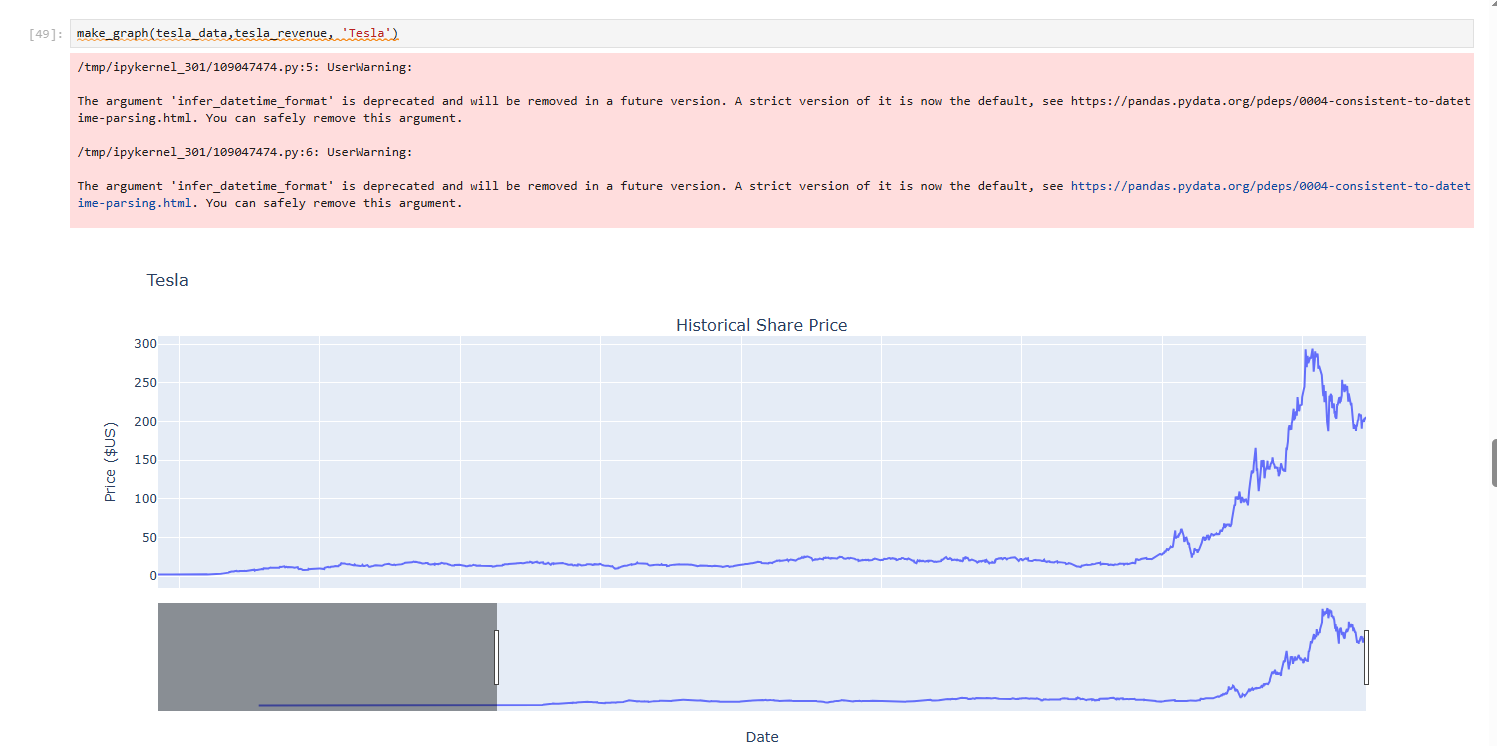 [49]: make_graph(tesla_data,tesla_revenue, 'Tesla')
/tmp/ipykernel_301/109047474.py:5: UserWarning:
The argument 'infer_datetime_format' is deprecated and will be removed in a future version. A strict version of it is now the default, see https://pandas.pydata.org/pdeps/0004-consistent-to-datet
ime-parsing.html. You can safely remove this argument.
/tmp/ipykernel_301/109047474.py:6: UserWarning:
The argument 'infer_datetime_format' is deprecated and will be removed in a future version. A strict version of it is now the default, see https://pandas.pydata.org/pdeps/0004-consistent-to-datet
ime-parsing.html. You can safely remove this argument.
Tesla
Historical Share Price
300
250
200
150
100
50
0
Price ($US)
Date